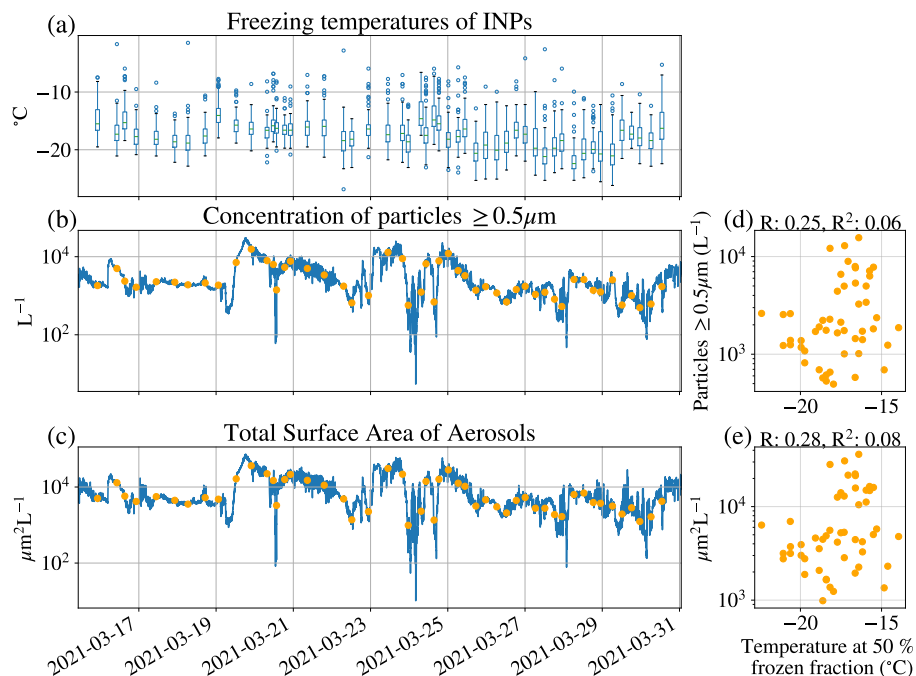 (a)
Freezing temperatures of INPs
°C
−10
−20
(b)
Concentration of particles ≥0.5μm
L⁻¹
10⁴
10²
(d)
R: 0.25, R²: 0.06
Particles ≥0.5μm (L⁻¹)
10⁴
10³
−20
−15
(c)
Total Surface Area of Aerosols
μm²L⁻¹
10⁴
10²
(e)
R: 0.28, R²: 0.08
μm²L⁻¹
10⁴
10³
−20
−15
2021-03-17
2021-03-19
2021-03-21
2021-03-23
2021-03-25
2021-03-27
2021-03-29
2021-03-31
Temperature at 50 %
frozen fraction (°C)